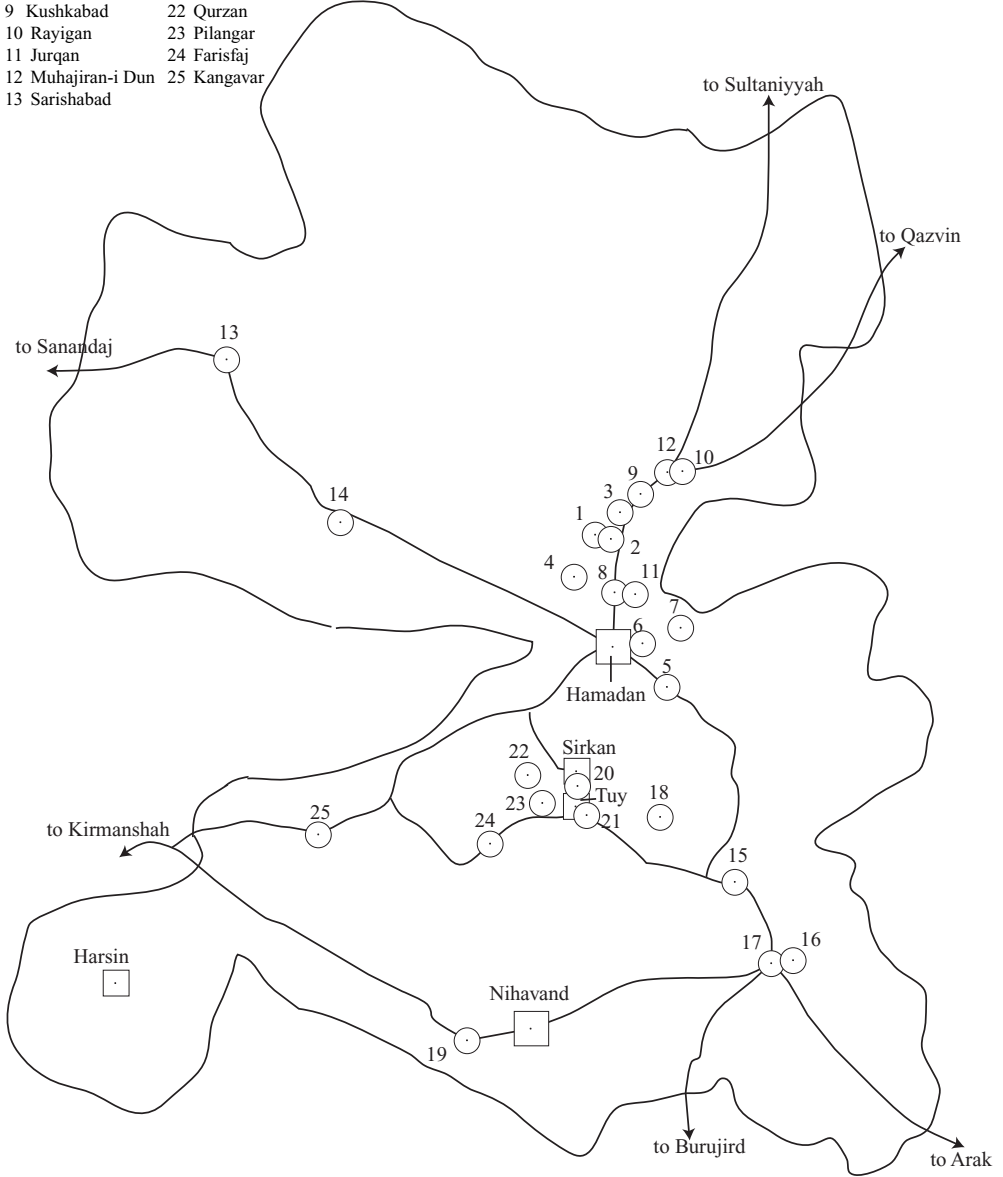 9 Kushkabad
10 Rayigan
11 Jurqan
12 Muhajiran-i Dun
13 Sarishabad
22 Qurzan
23 Pilangar
24 Farisfaj
25 Kangavar
to Sultaniyyah
to Qazvin
13
to Sanandaj
12
10
9
14
3
1
2
4
8
11
7
6
5
Hamadan
Sirkan
22
20
Tuy
23
18
21
25
24
to Kirmanshah
15
17
16
Harsin
Nihavand
19
to Burujird
to Arak